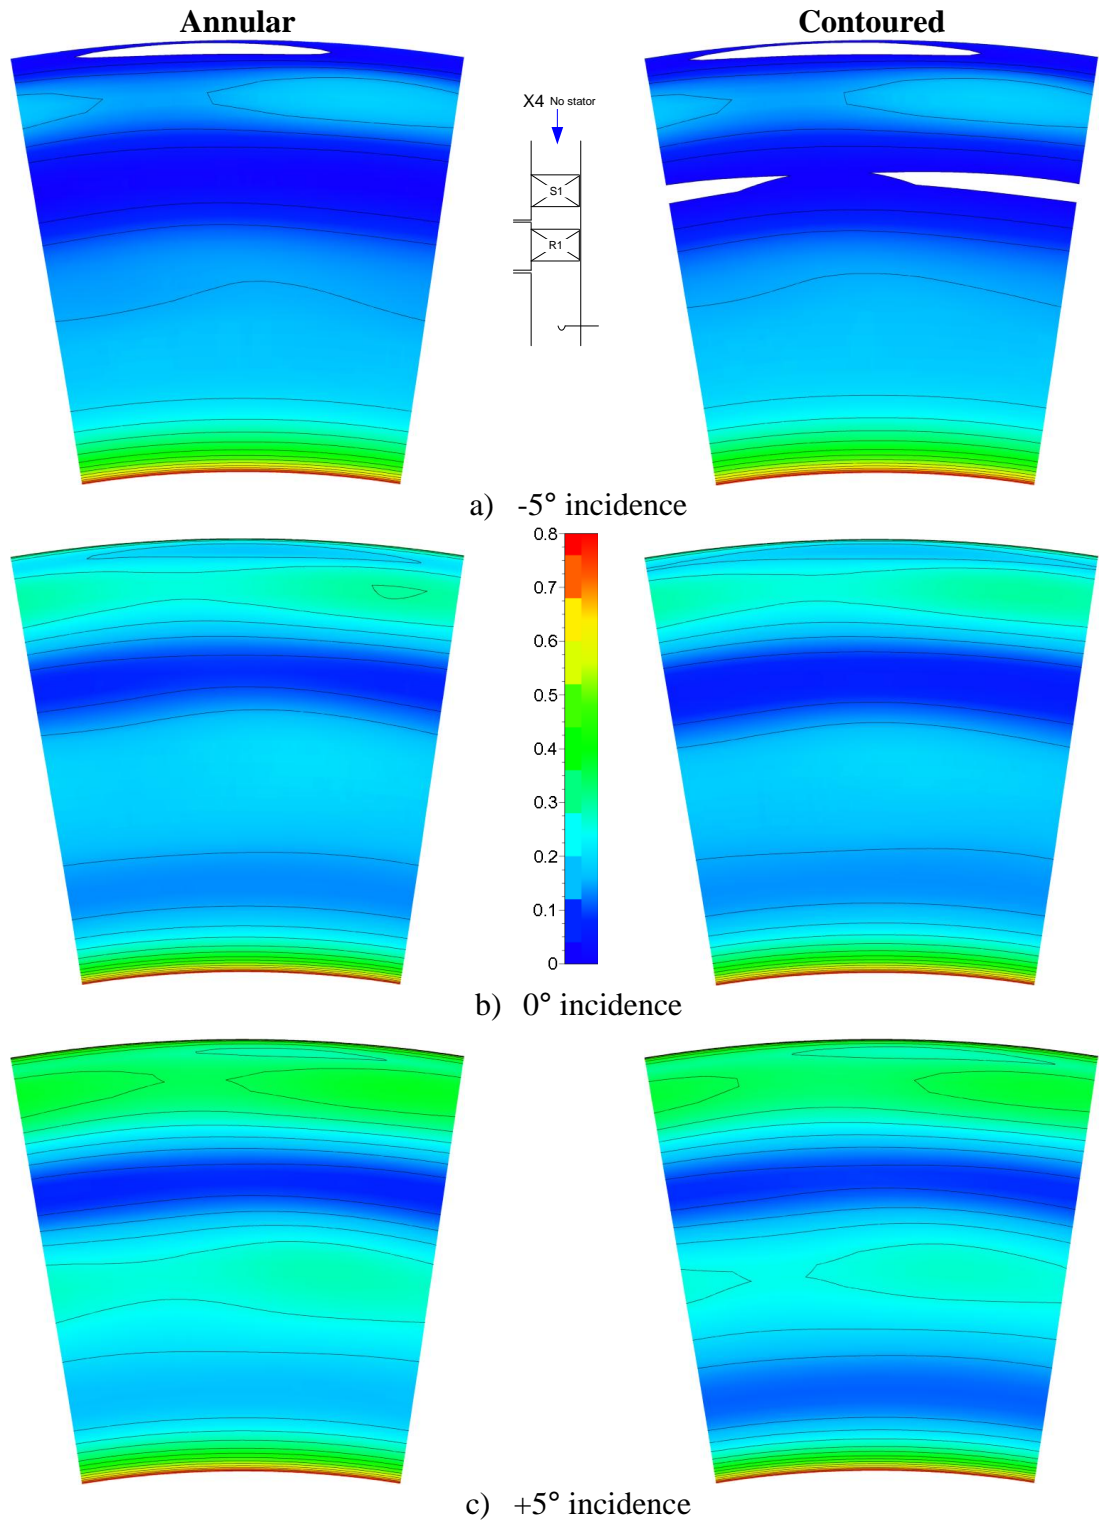 Annular Contoured
X4 No stator
S1
R1
a) -5° incidence
0.8
0.7
0.6
0.5
0.4
0.3
0.2
0.1
0
b) 0° incidence
c) +5° incidence